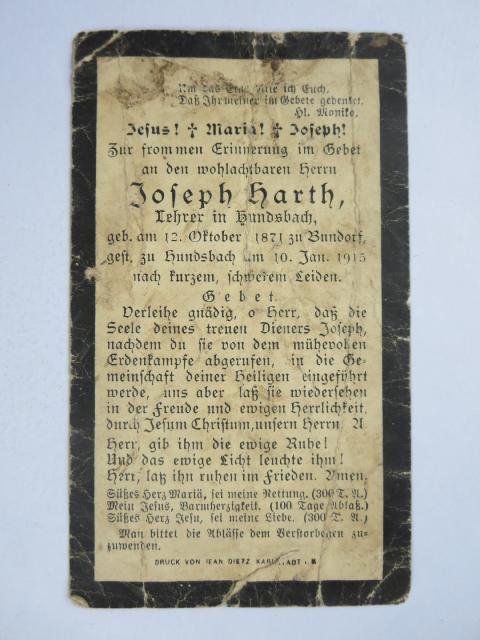 Um das Eine bitte ich Euch,
Daß Ihr meiner im Gebete gedenket.
Hl. Monika.
Jesus! ✝ Maria! ✝ Joseph!
Zur frommen Erinnerung im Gebet
an den wohlachtbaren Herrn
Joseph Harth,
Lehrer in Hundsbach,
geb. am 12. Oktober 1871 zu Bundorf,
gest. zu Hundsbach am 10. Jan. 1915
nach kurzem, schwerem Leiden.
Gebet.
Verleihe gnädig, o Herr, daß die
Seele deines treuen Dieners Joseph,
nachdem du sie von dem mühevollen
Erdenkampfe abgerufen, in die Ge-
meinschaft deiner Heiligen eingeführt
werde, uns aber laß sie wiedersehen
in der Freude und ewigen Herrlichkeit,
durch Jesum Christum, unsern Herrn. A
Herr, gib ihm die ewige Ruhe!
Und das ewige Licht leuchte ihm!
Herr, laß ihn ruhen im Frieden. Amen.
Süßes Herz Mariä, sei meine Rettung. (300 T. A.)
Mein Jesus, Barmherzigkeit. (100 Tage Ablaß.)
Süßes Herz Jesu, sei meine Liebe. (300 T. A.)
Man bittet die Ablässe dem Verstorbenen zu-
zuwenden.
DRUCK VON JEAN DIETZ KARLSTADT A. M